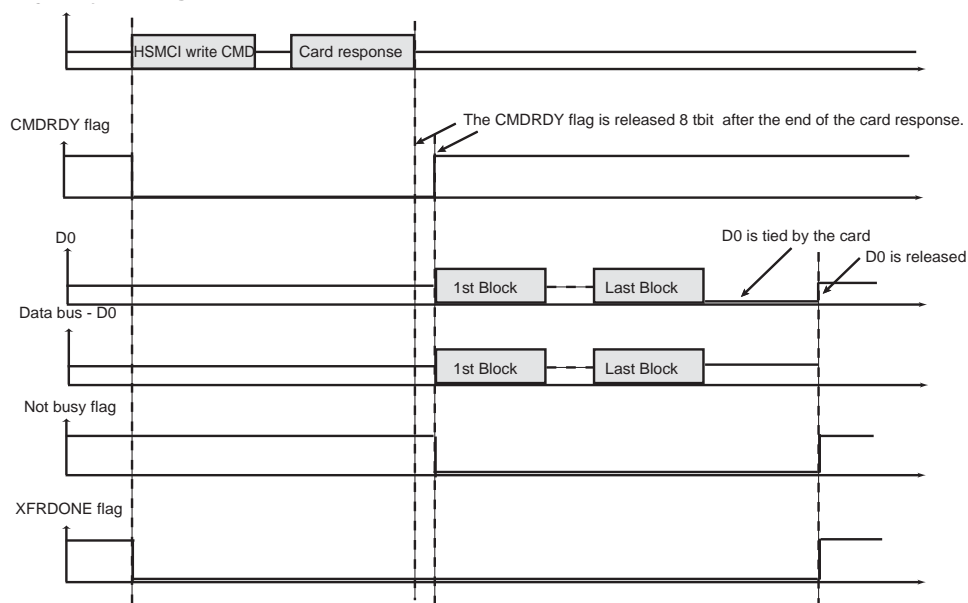 HSMCI write CMD
Card response
CMDRDY flag
The CMDRDY flag is released 8 tbit after the end of the card response.
D0
D0 is tied by the card
D0 is released
1st Block
Last Block
Data bus - D0
1st Block
Last Block
Not busy flag
XFRDONE flag